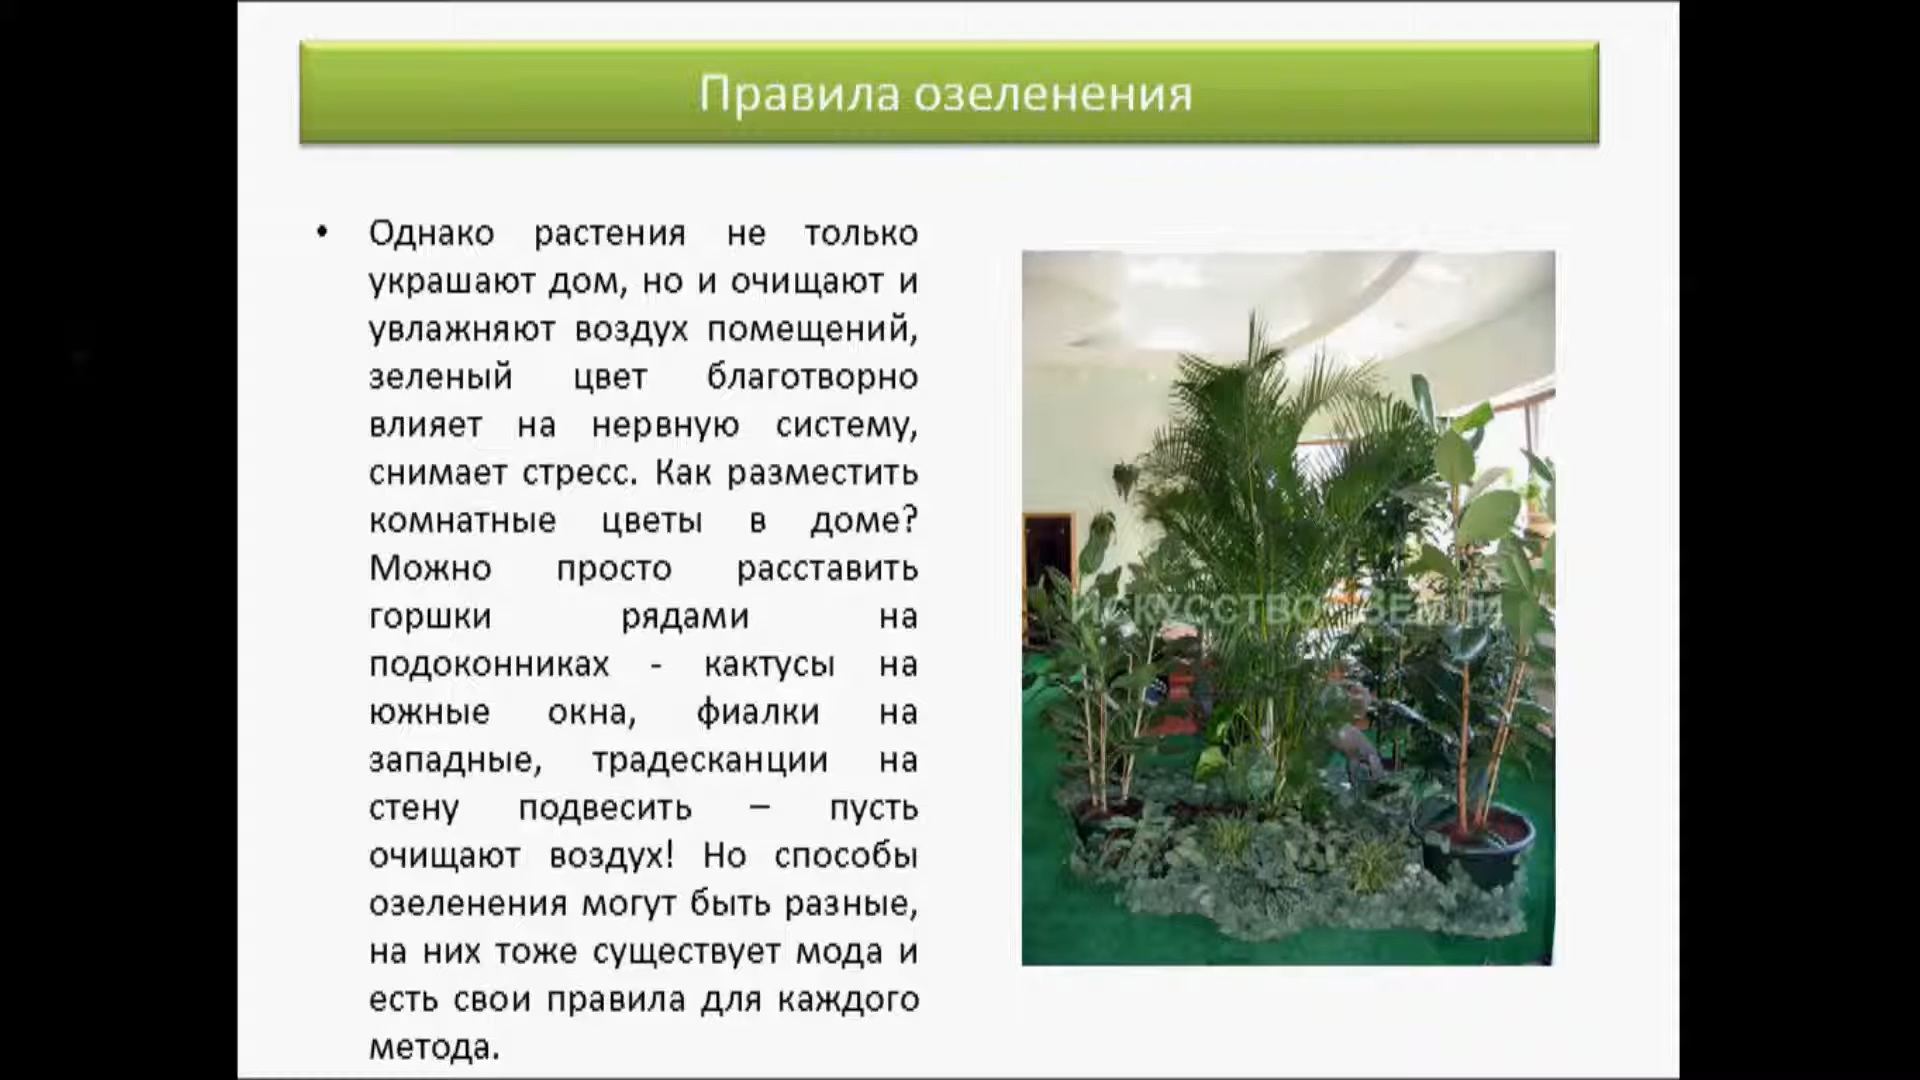 Правила озеленения
• Однако растения не только
украшают дом, но и очищают и
увлажняют воздух помещений,
зеленый цвет благотворно
влияет на нервную систему,
снимает стресс. Как разместить
комнатные цветы в доме?
Можно просто расставить
горшки рядами на
подоконниках - кактусы на
южные окна, фиалки на
западные, традесканции на
стену подвесить – пусть
очищают воздух! Но способы
озеленения могут быть разные,
на них тоже существует мода и
есть свои правила для каждого
метода.
ИСКУССТВО ЗЕМЛИ